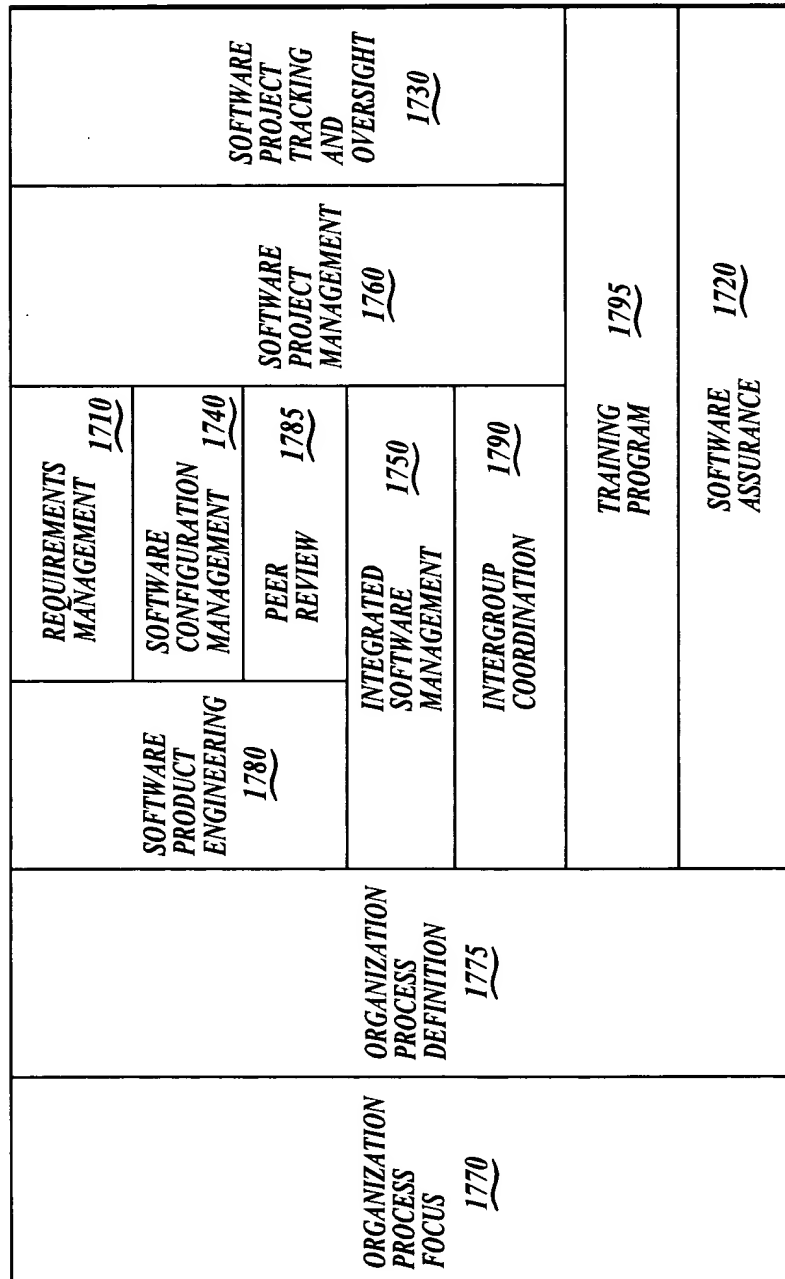 ORGANIZATION
PROCESS
FOCUS
1770
ORGANIZATION
PROCESS
DEFINITION
1775
SOFTWARE
PRODUCT
ENGINEERING
1780
REQUIREMENTS
MANAGEMENT
1710
SOFTWARE
CONFIGURATION
MANAGEMENT
1740
PEER
REVIEW
1785
INTEGRATED
SOFTWARE
MANAGEMENT
1750
INTERGROUP
COORDINATION
1790
SOFTWARE
PROJECT
MANAGEMENT
1760
SOFTWARE
PROJECT
TRACKING
AND
OVERSIGHT
1730
TRAINING
PROGRAM
1795
SOFTWARE
ASSURANCE
1720